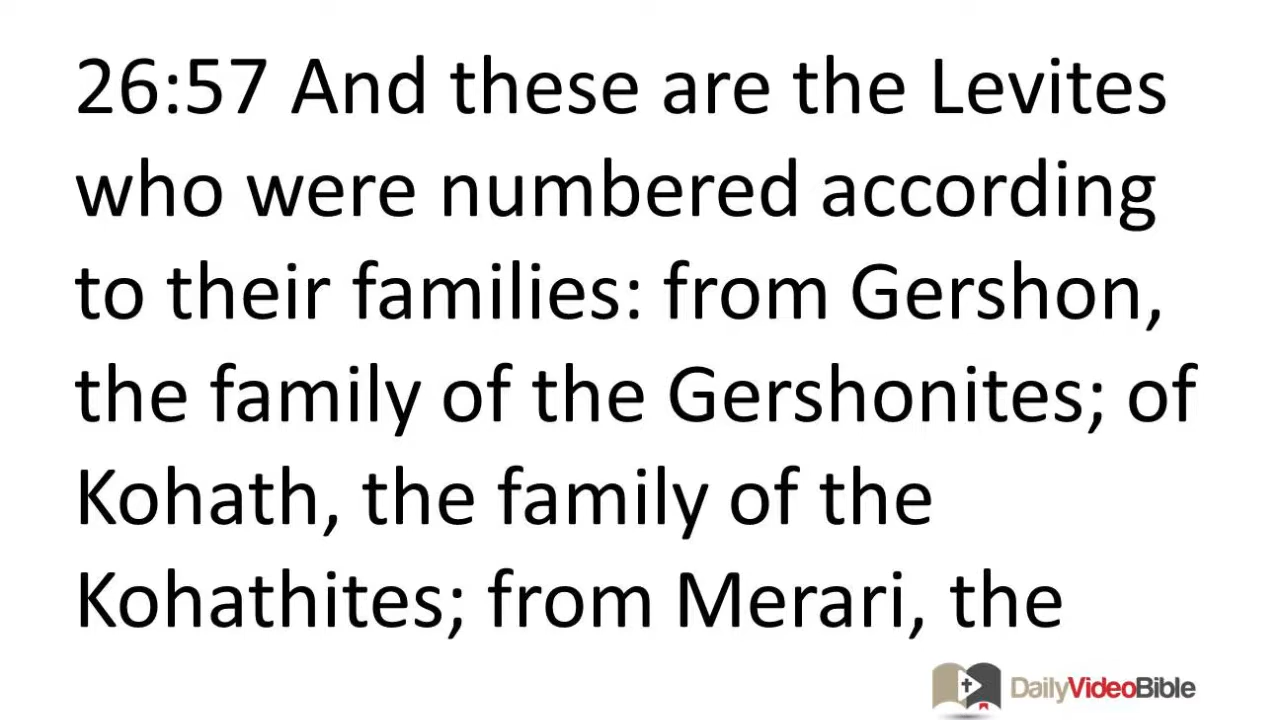 26:57 And these are the Levites
who were numbered according
to their families: from Gershon,
the family of the Gershonites; of
Kohath, the family of the
Kohathites; from Merari, the
DailyVideoBible